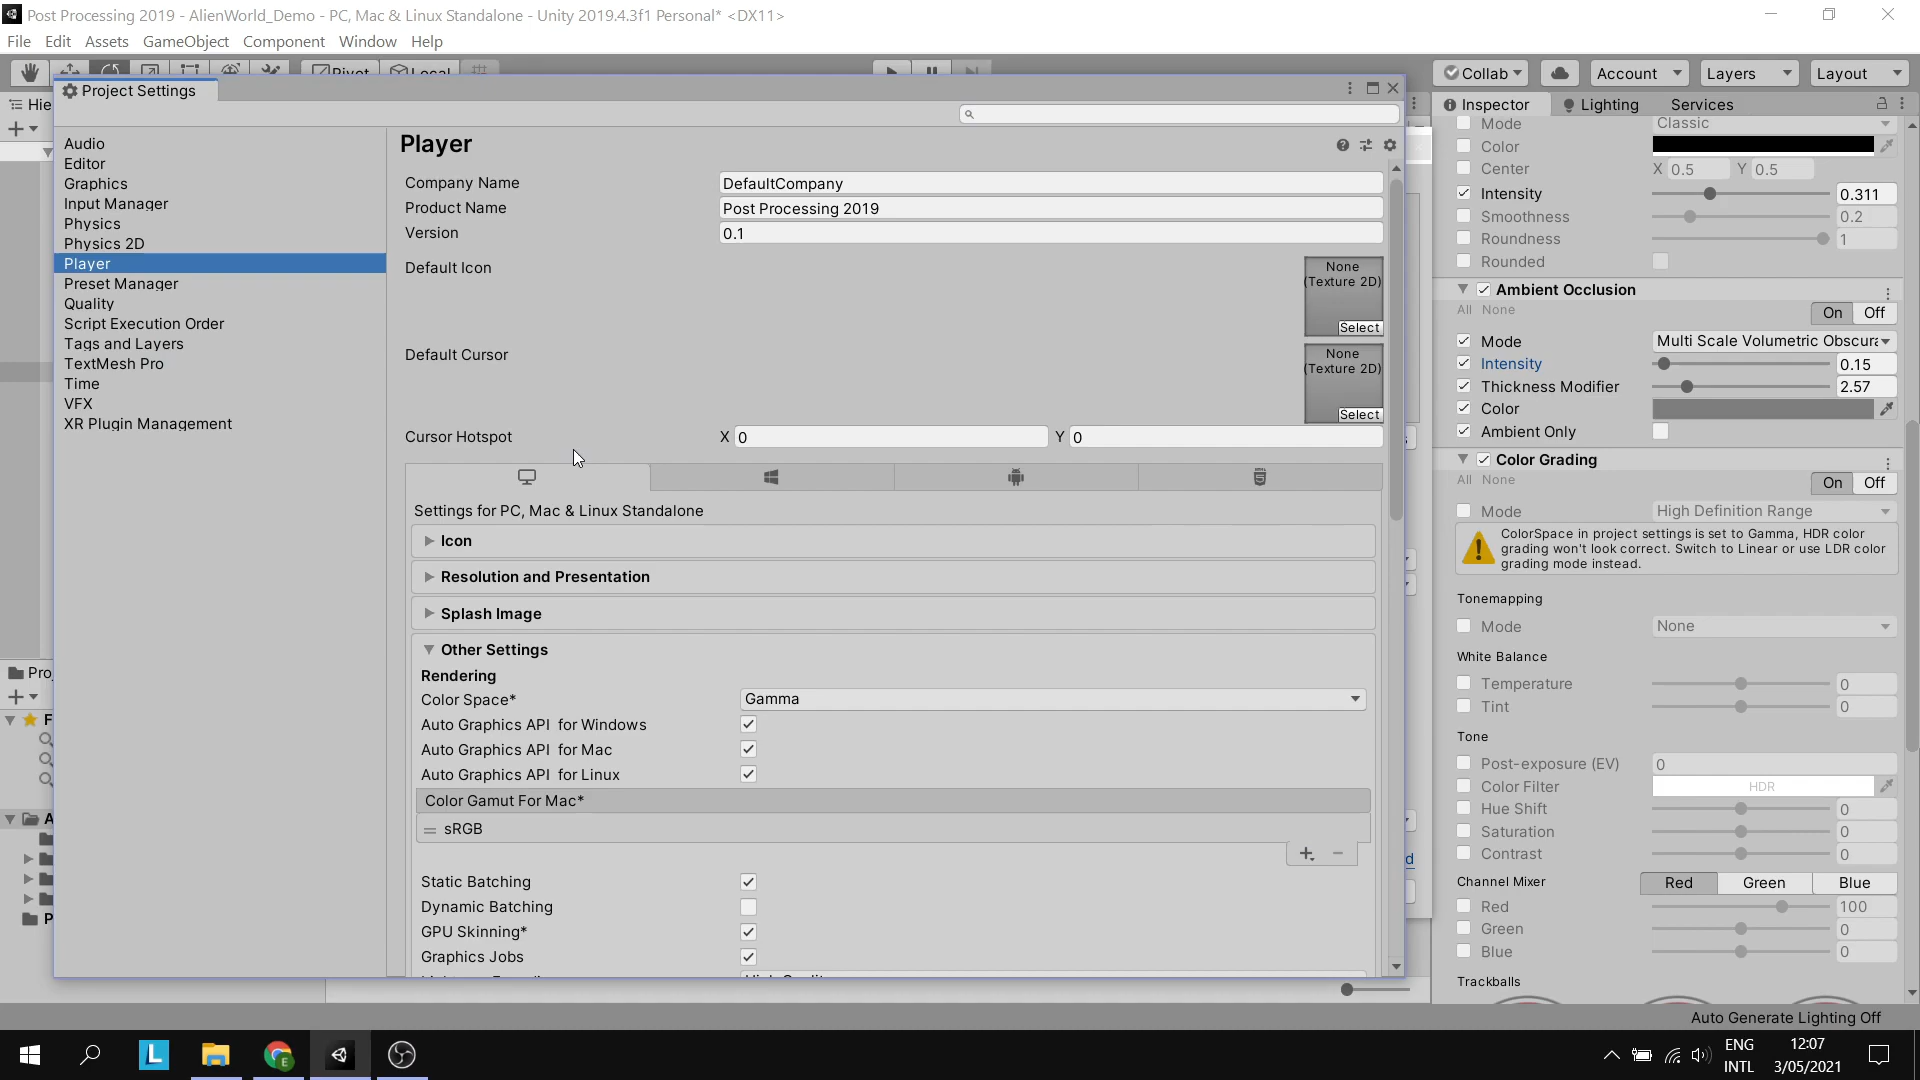 Post Processing 2019 - AlienWorld_Demo - PC, Mac & Linux Standalone - Unity 2019.4.3f1 Personal* <DX11>
File Edit Assets GameObject Component Window Help
Pivot Local Collab Account Layers Layout
Hie
Project Settings
Audio
Editor
Graphics
Input Manager
Physics
Physics 2D
Player
Preset Manager
Quality
Script Execution Order
Tags and Layers
TextMesh Pro
Time
VFX
XR Plugin Management
Player
Company Name DefaultCompany
Product Name Post Processing 2019
Version 0.1
Default Icon None
(Texture 2D)
Select
Default Cursor None
(Texture 2D)
Select
Cursor Hotspot X 0 Y 0
Settings for PC, Mac & Linux Standalone
Icon
Resolution and Presentation
Splash Image
Other Settings
Rendering
Color Space* Gamma
Auto Graphics API for Windows
Auto Graphics API for Mac
Auto Graphics API for Linux
Color Gamut For Mac*
= sRGB
+ -
Static Batching
Dynamic Batching
GPU Skinning*
Graphics Jobs
Inspector Lighting Services
Mode Classic
Color
Center X 0.5 Y 0.5
Intensity 0.311
Smoothness 0.2
Roundness 1
Rounded
Ambient Occlusion
All None On Off
Mode Multi Scale Volumetric Obscura
Intensity 0.15
Thickness Modifier 2.57
Color
Ambient Only
Color Grading
All None On Off
Mode High Definition Range
ColorSpace in project settings is set to Gamma, HDR color
grading won't look correct. Switch to Linear or use LDR color
grading mode instead.
Tonemapping
Mode None
White Balance
Temperature 0
Tint 0
Tone
Post-exposure (EV) 0
Color Filter HDR
Hue Shift 0
Saturation 0
Contrast 0
Channel Mixer Red Green Blue
Red 100
Green 0
Blue 0
Trackballs
Pro
F
A
P
d
Auto Generate Lighting Off
L E ENG 12:07
INTL 3/05/2021